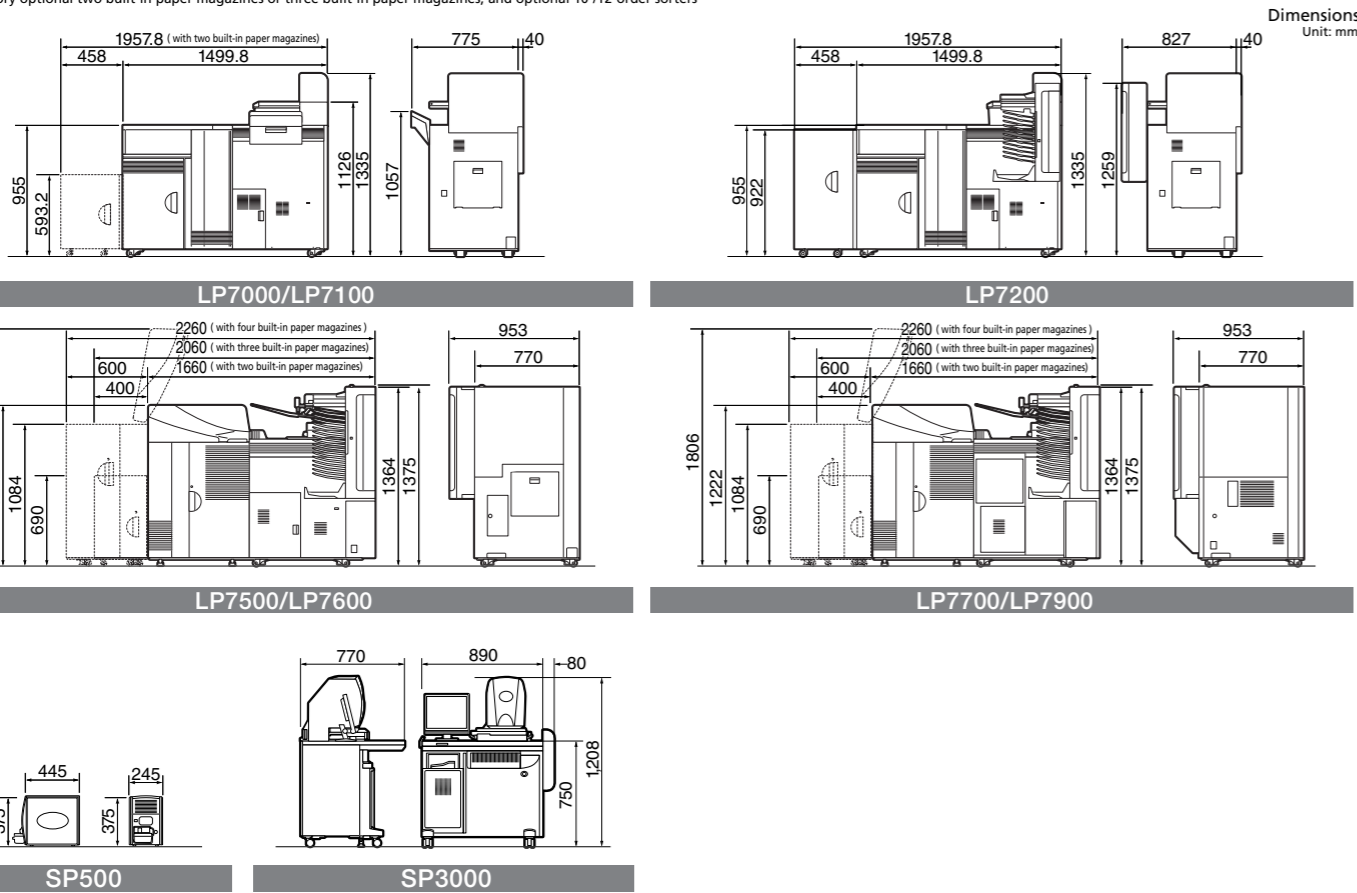 optional two built-in paper magazines or three built-in paper magazines, and optional 10 /12-order sorters
Dimensions
Unit: mm
1957.8 ( with two built-in paper magazines)
458
1499.8
775
40
955
593.2
1126
1335
1057
LP7000/LP7100
1957.8
458
1499.8
827
40
955
922
1335
1259
LP7200
2260 ( with four built-in paper magazines )
2060 ( with three built-in paper magazines)
600
1660 ( with two built-in paper magazines)
400
953
770
1084
690
1364
1375
LP7500/LP7600
2260 ( with four built-in paper magazines )
2060 ( with three built-in paper magazines)
600
1660 ( with two built-in paper magazines)
400
953
770
1806
1222
1084
690
1364
1375
LP7700/LP7900
445
245
375
375
SP500
770
890
80
750
1,208
SP3000